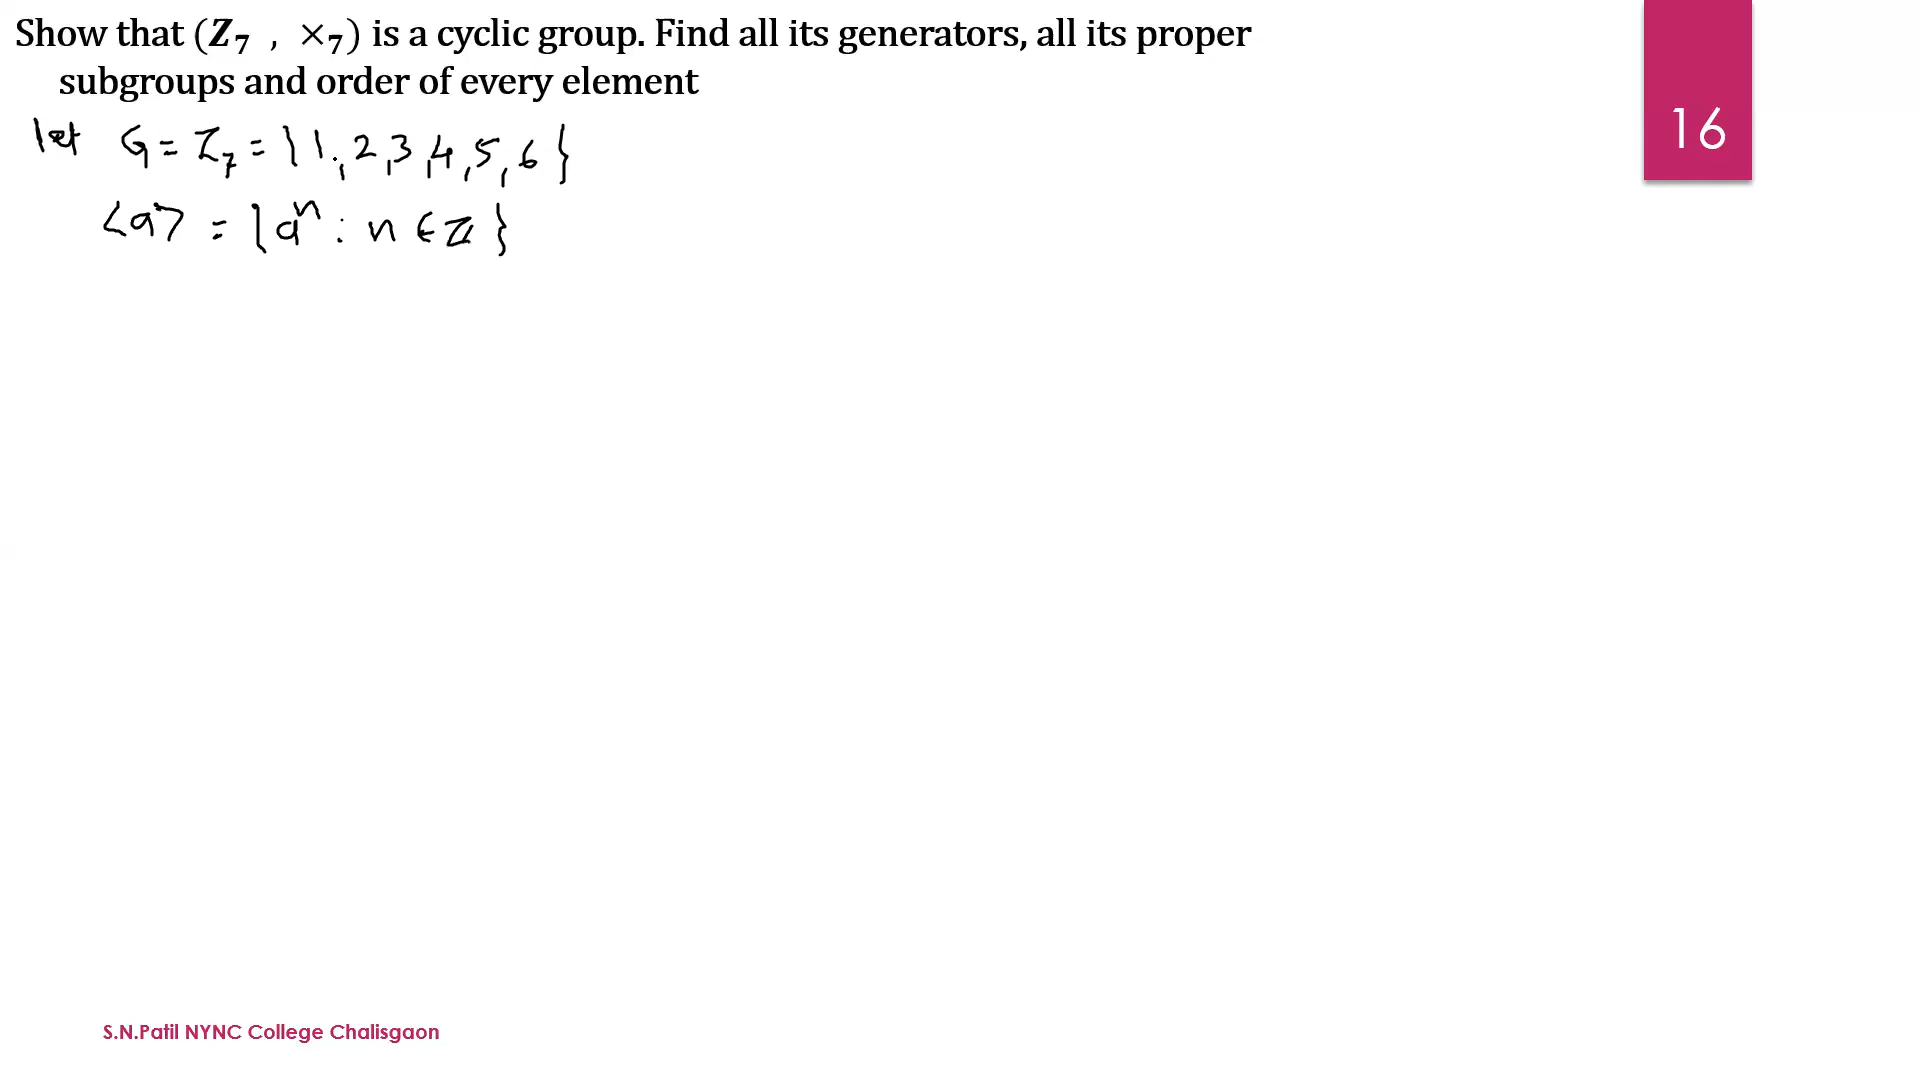 Show that (Z₇ , ×₇) is a cyclic group. Find all its generators, all its proper
subgroups and order of every element
16
let G = Z₇ = {1, 2, 3, 4, 5, 6}
<a> = {aⁿ : n ∈ ℤ}
S.N.Patil NYNC College Chalisgaon